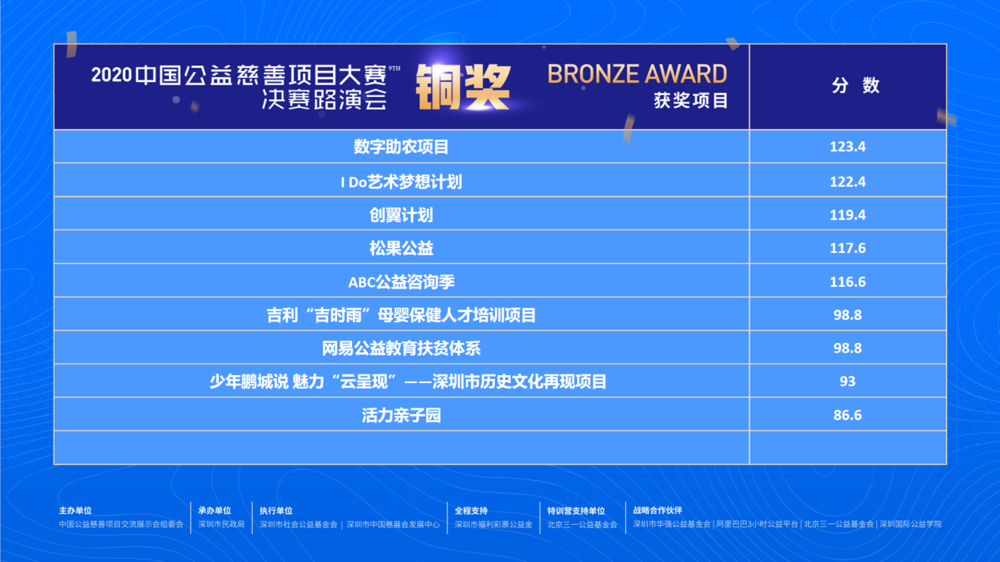 2020中国公益慈善项目大赛9TH
决赛路演会
铜奖
BRONZE AWARD
获奖项目
分 数
数字助农项目 123.4
I Do艺术梦想计划 122.4
创翼计划 119.4
松果公益 117.6
ABC公益咨询季 116.6
吉利“吉时雨”母婴保健人才培训项目 98.8
网易公益教育扶贫体系 98.8
少年鹏城说 魅力“云呈现”——深圳市历史文化再现项目 93
活力亲子园 86.6
主办单位
中国公益慈善项目交流展示会组委会
承办单位
深圳市民政局
执行单位
深圳市社会公益基金会 | 深圳市中国慈展会发展中心
全程支持
深圳市福利彩票公益金
特训营支持单位
北京三一公益基金会
战略合作伙伴
深圳市华强公益基金会 | 阿里巴巴3小时公益平台 | 北京三一公益基金会 | 深圳国际公益学院